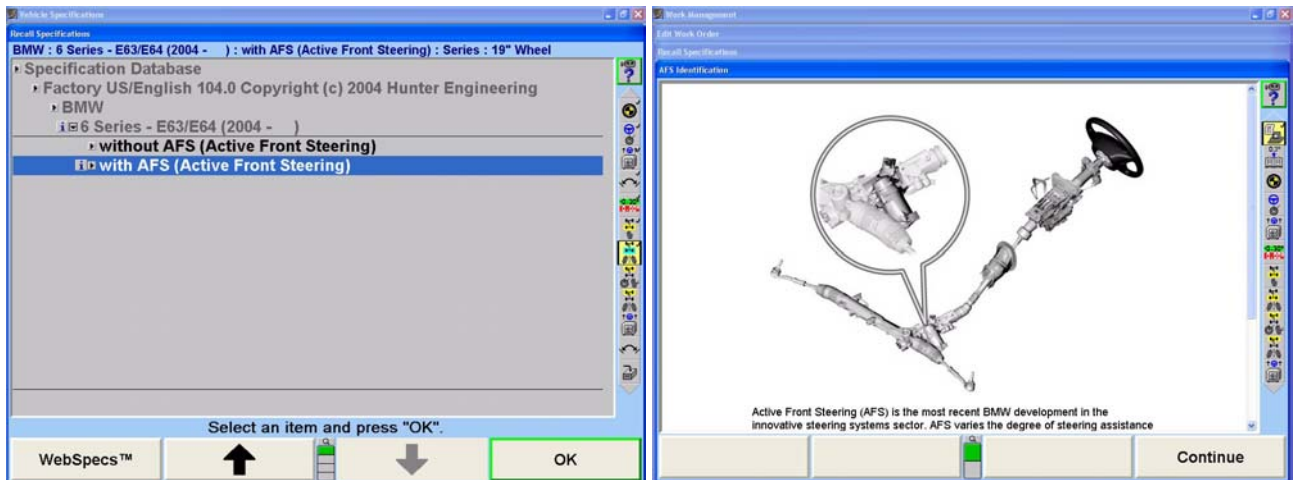 Vehicle Specifications
Recall Specifications
BMW : 6 Series - E63/E64 (2004 -      ) : with AFS (Active Front Steering) : Series : 19" Wheel
Specification Database
Factory US/English 104.0 Copyright (c) 2004 Hunter Engineering
BMW
6 Series - E63/E64 (2004 -      )
without AFS (Active Front Steering)
with AFS (Active Front Steering)
Select an item and press "OK".
WebSpecs™
OK
Work Management
Edit Work Order
Recall Specifications
AFS Identification
Active Front Steering (AFS) is the most recent BMW development in the
innovative steering systems sector. AFS varies the degree of steering assistance
Continue